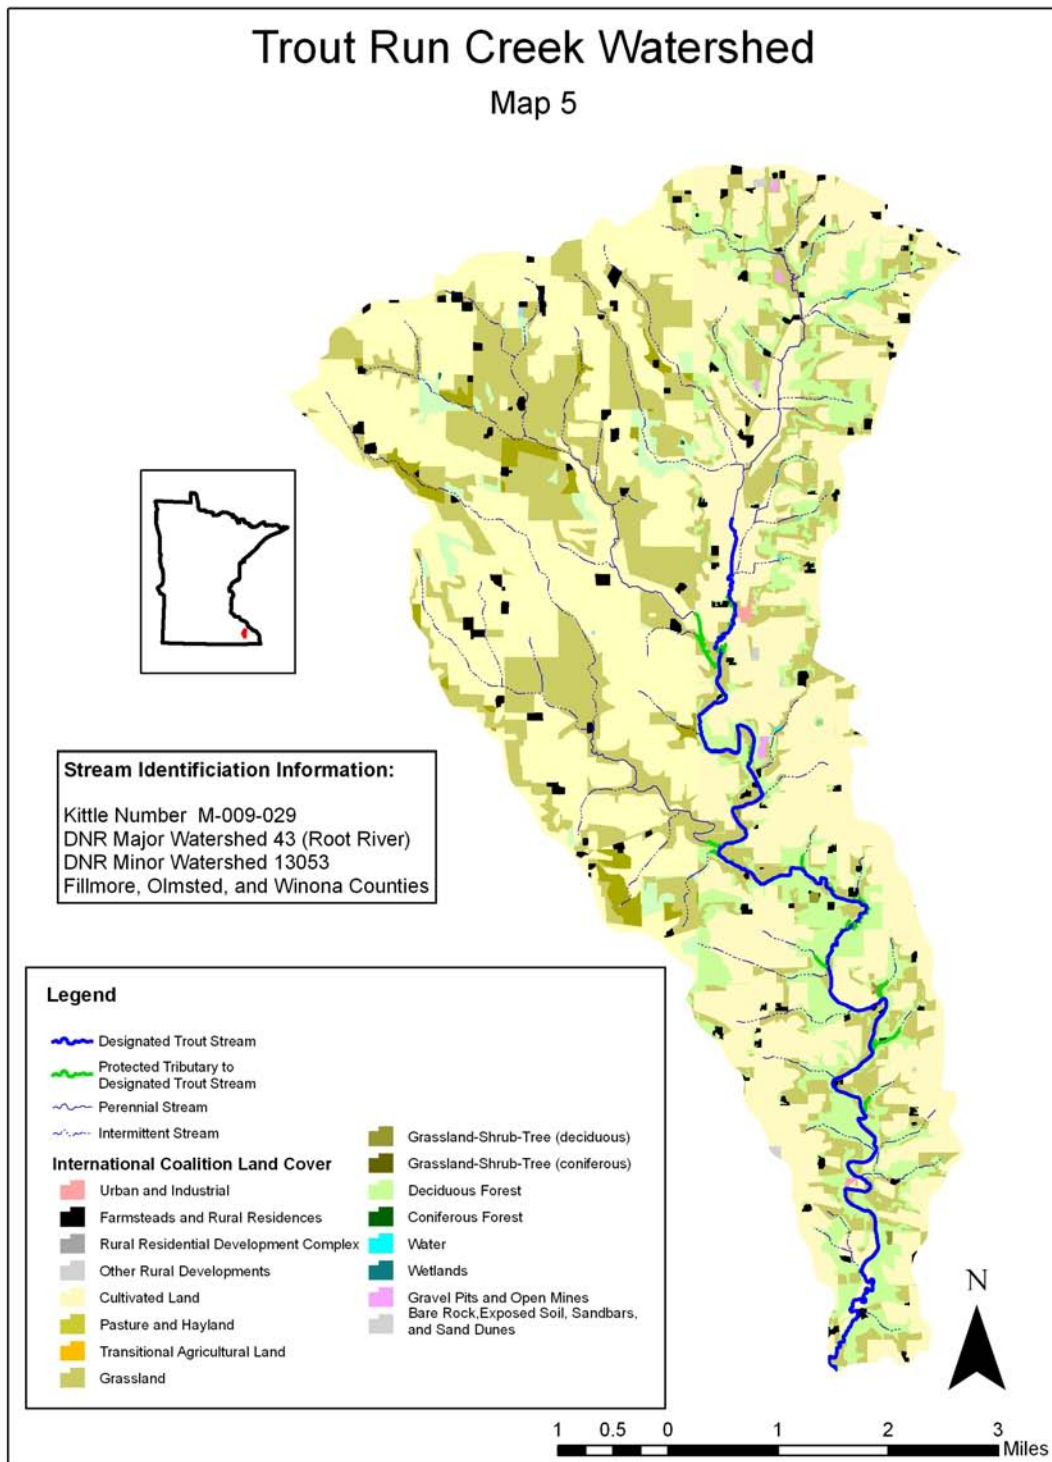 Trout Run Creek Watershed
Map 5
Stream Identificiation Information:
Kittle Number M-009-029
DNR Major Watershed 43 (Root River)
DNR Minor Watershed 13053
Fillmore, Olmsted, and Winona Counties
Legend
Designated Trout Stream
Protected Tributary to
Designated Trout Stream
Perennial Stream
Intermittent Stream
International Coalition Land Cover
Urban and Industrial
Farmsteads and Rural Residences
Rural Residential Development Complex
Other Rural Developments
Cultivated Land
Pasture and Hayland
Transitional Agricultural Land
Grassland
Grassland-Shrub-Tree (deciduous)
Grassland-Shrub-Tree (coniferous)
Deciduous Forest
Coniferous Forest
Water
Wetlands
Gravel Pits and Open Mines
Bare Rock,Exposed Soil, Sandbars,
and Sand Dunes
N
1 0.5 0 1 2 3
Miles